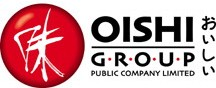 味
OISHI
G·R·O·U·P
PUBLIC COMPANY LIMITED
おいしい